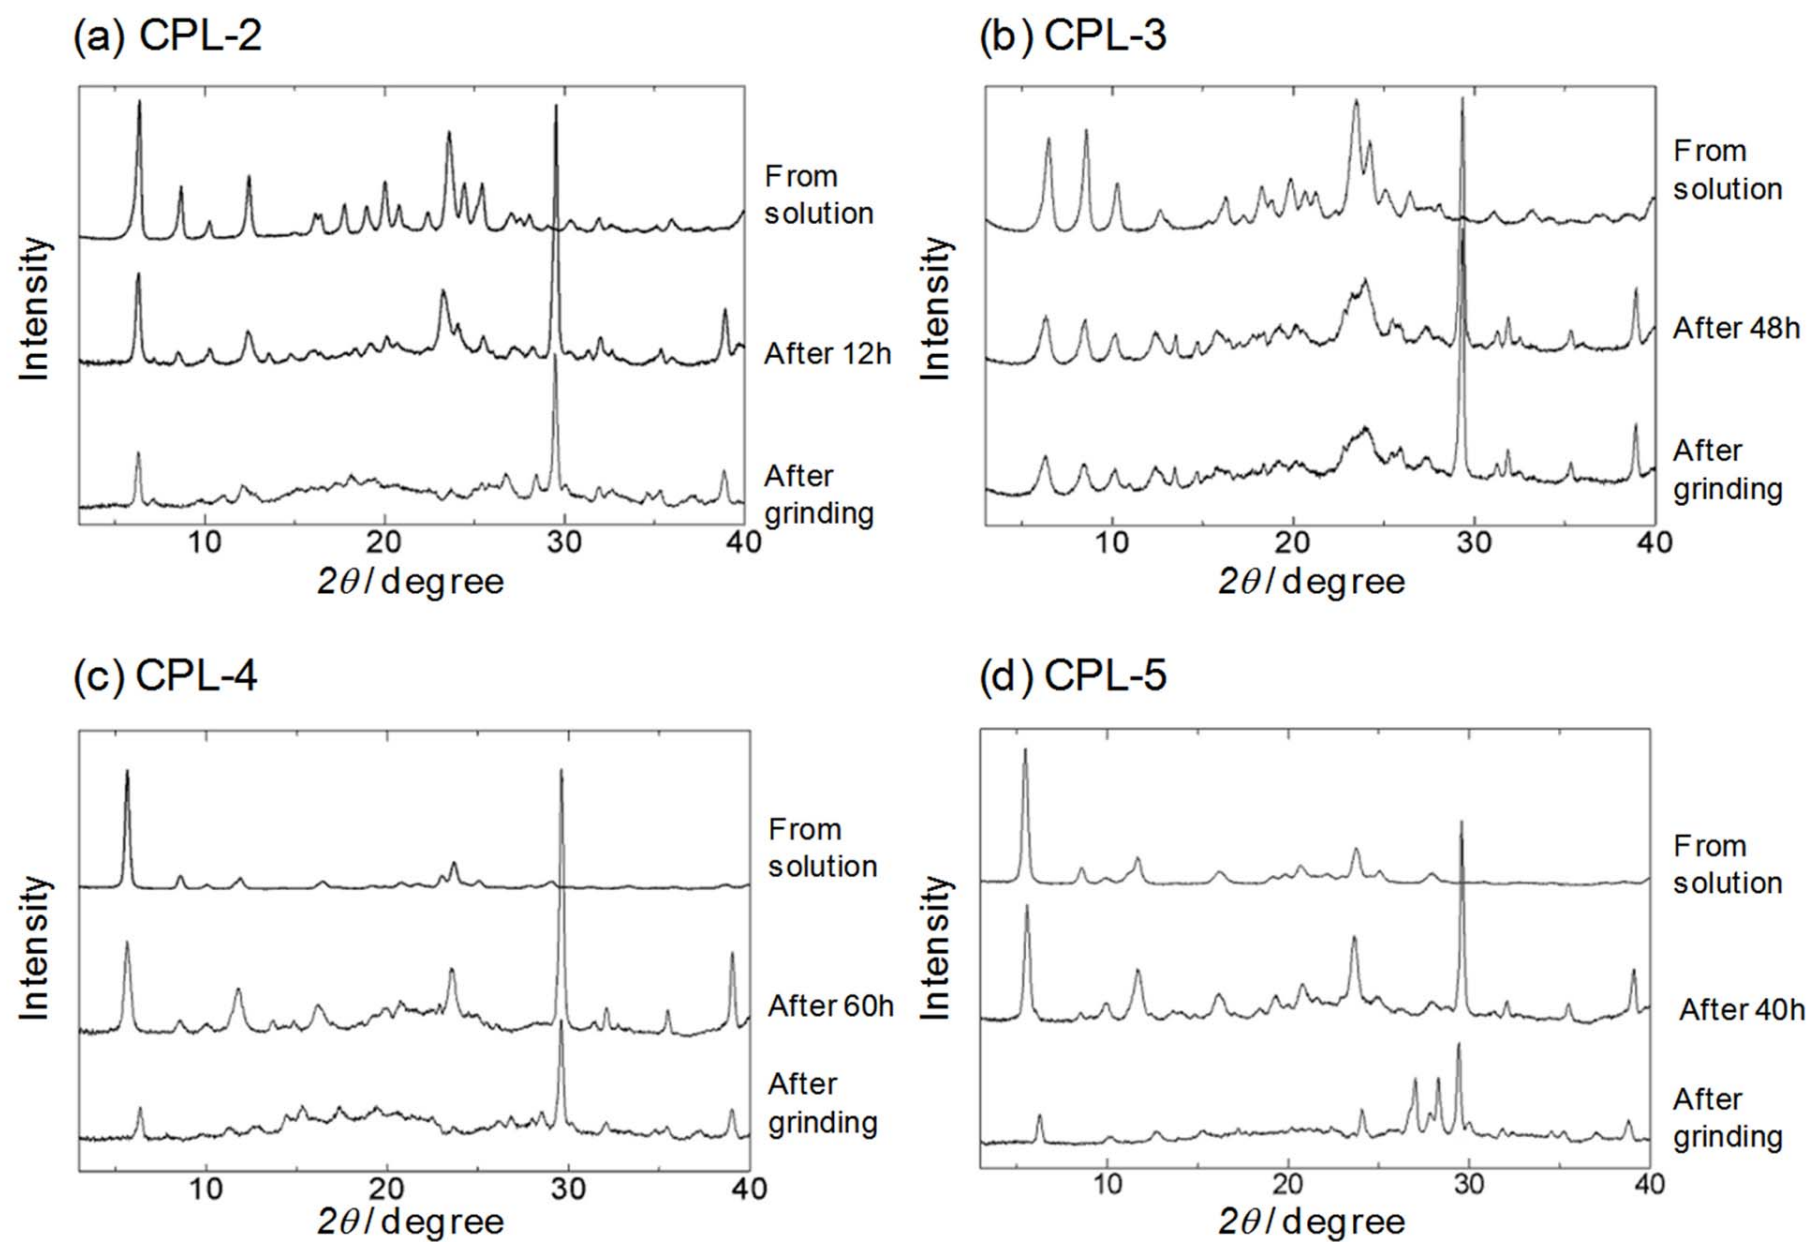 (a) CPL-2
Intensity
From
solution
After 12h
After
grinding
10 20 30 40
2θ/degree
(b) CPL-3
Intensity
From
solution
After 48h
After
grinding
10 20 30 40
2θ/degree
(c) CPL-4
Intensity
From
solution
After 60h
After
grinding
10 20 30 40
2θ/degree
(d) CPL-5
Intensity
From
solution
After 40h
After
grinding
10 20 30 40
2θ/degree